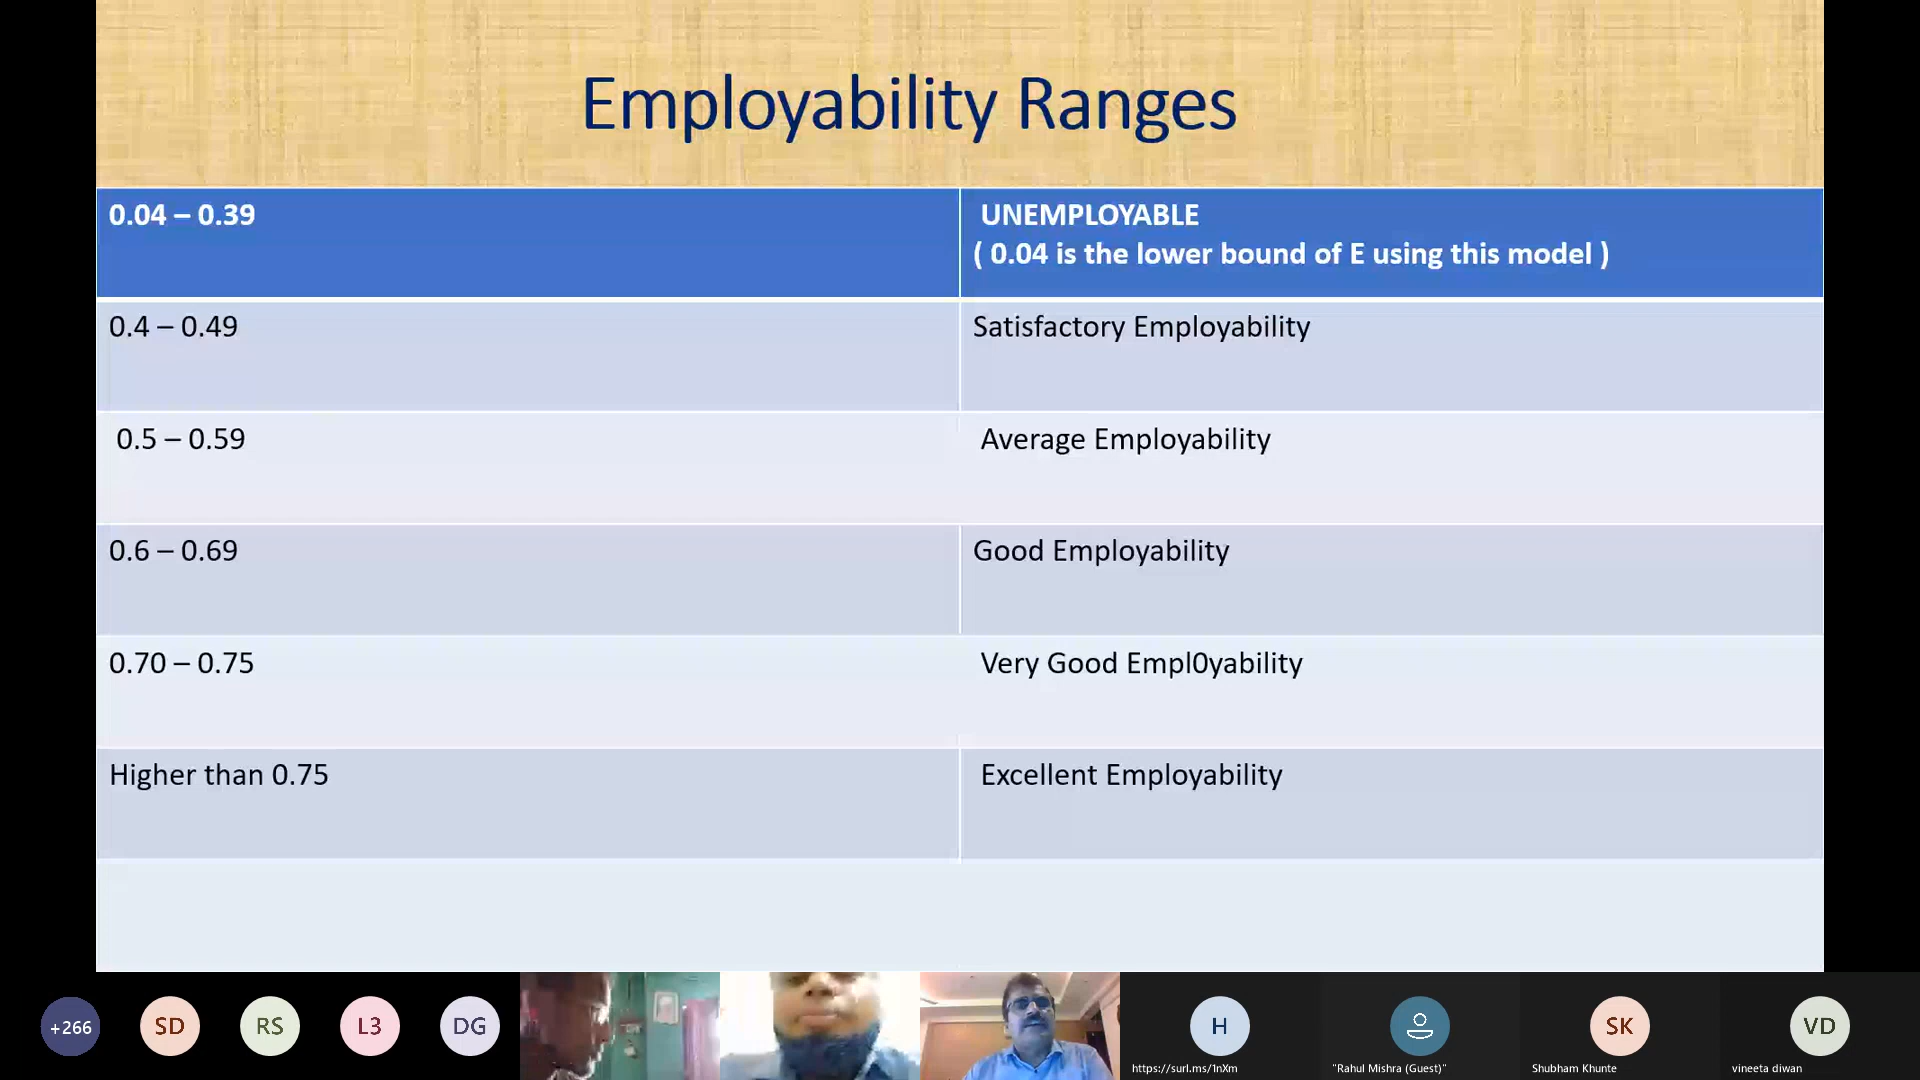 Employability Ranges
0.04 – 0.39
UNEMPLOYABLE
( 0.04 is the lower bound of E using this model )
0.4 – 0.49
Satisfactory Employability
0.5 – 0.59
Average Employability
0.6 – 0.69
Good Employability
0.70 – 0.75
Very Good Empl0yability
Higher than 0.75
Excellent Employability
+266
SD
RS
L3
DG
H
SK
VD
https://surl.ms/1nXm
"Rahul Mishra (Guest)"
Shubham Khunte
vineeta diwan